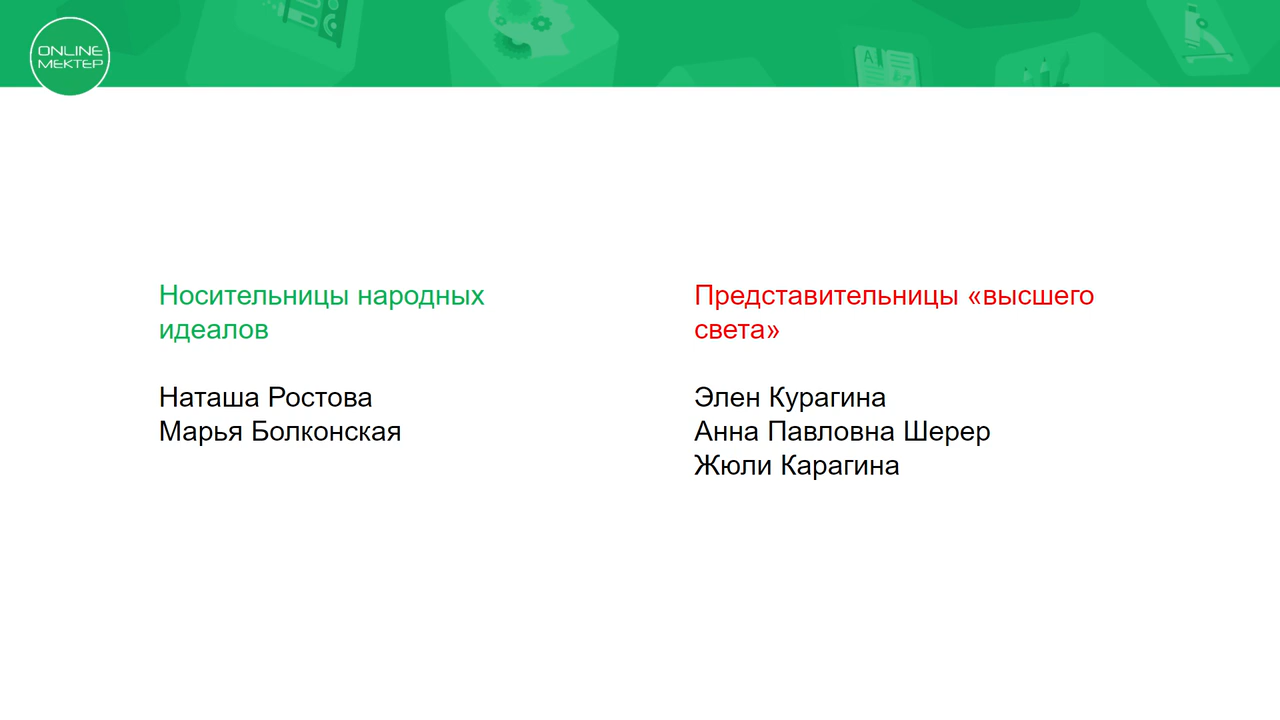 ONLINE
МЕКТЕР
Носительницы народных
идеалов
Наташа Ростова
Марья Болконская
Представительницы «высшего
света»
Элен Курагина
Анна Павловна Шерер
Жюли Карагина